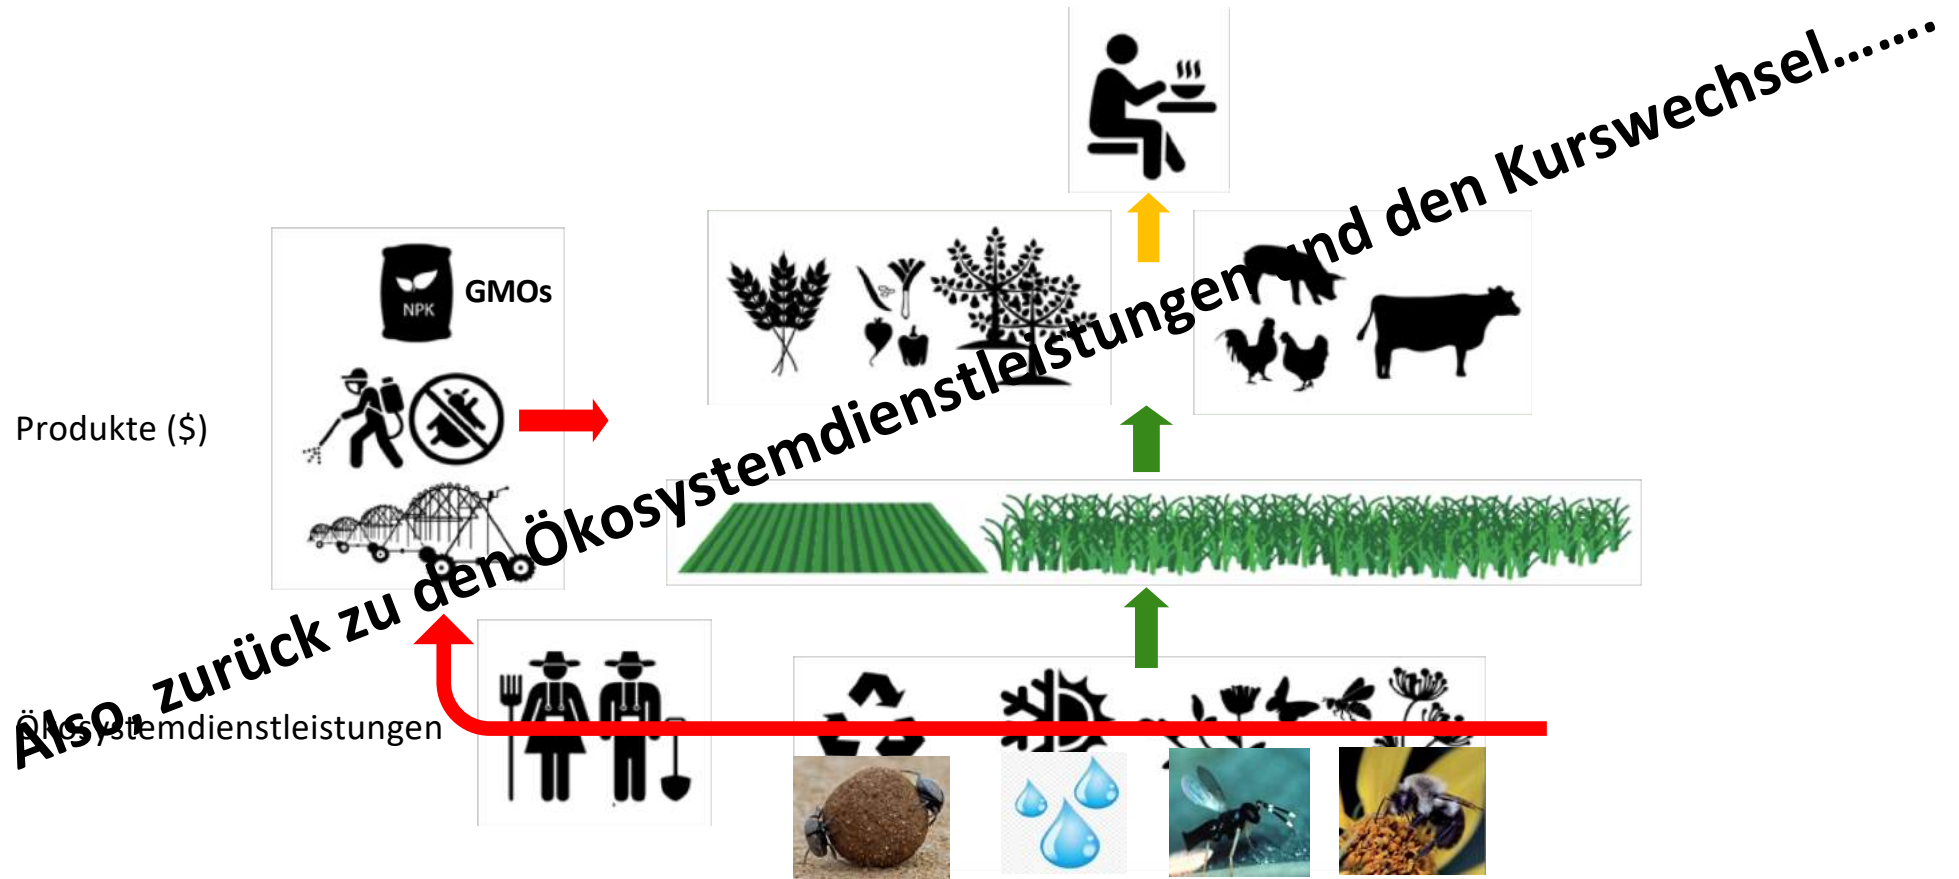 Also, zurück zu den Ökosystemdienstleistungen und den Kurswechsel.......
NPK
GMOs
Produkte ($)
Ökosystemdienstleistungen